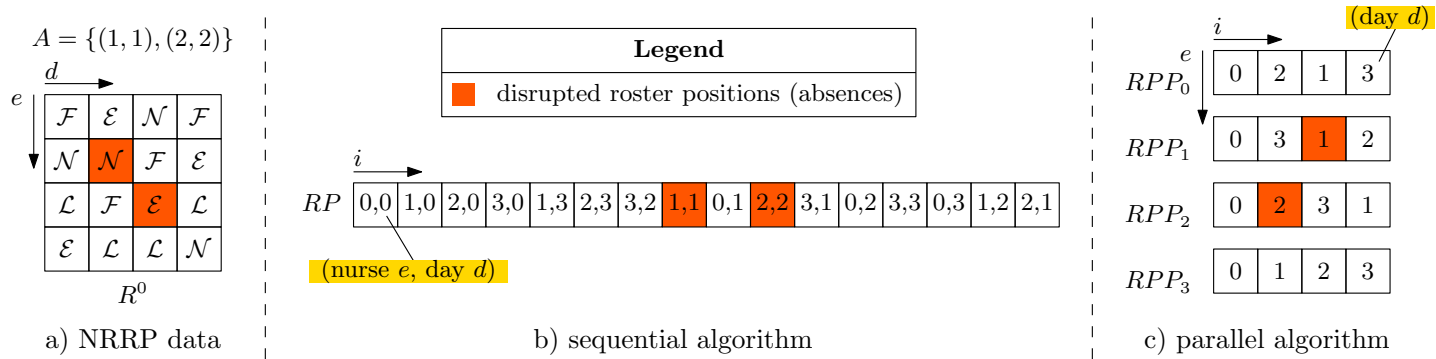 A = {(1, 1), (2, 2)}
d
e
F E N F
N N F E
L F E L
E L L N
R⁰
a) NRRP data
Legend
disrupted roster positions (absences)
i
RP 0,0 1,0 2,0 3,0 1,3 2,3 3,2 1,1 0,1 2,2 3,1 0,2 3,3 0,3 1,2 2,1
(nurse e, day d)
b) sequential algorithm
(day d)
i
e
RPP₀ 0 2 1 3
RPP₁ 0 3 1 2
RPP₂ 0 2 3 1
RPP₃ 0 1 2 3
c) parallel algorithm